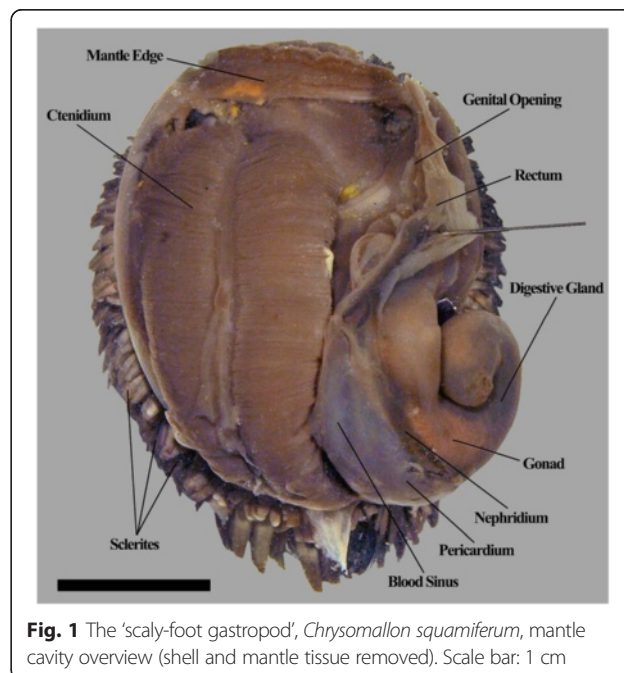 Mantle Edge
Genital Opening
Ctenidium
Rectum
Digestive Gland
Gonad
Nephridium
Pericardium
Blood Sinus
Sclerites
Fig. 1 The ‘scaly-foot gastropod’, Chrysomallon squamiferum, mantle
cavity overview (shell and mantle tissue removed). Scale bar: 1 cm